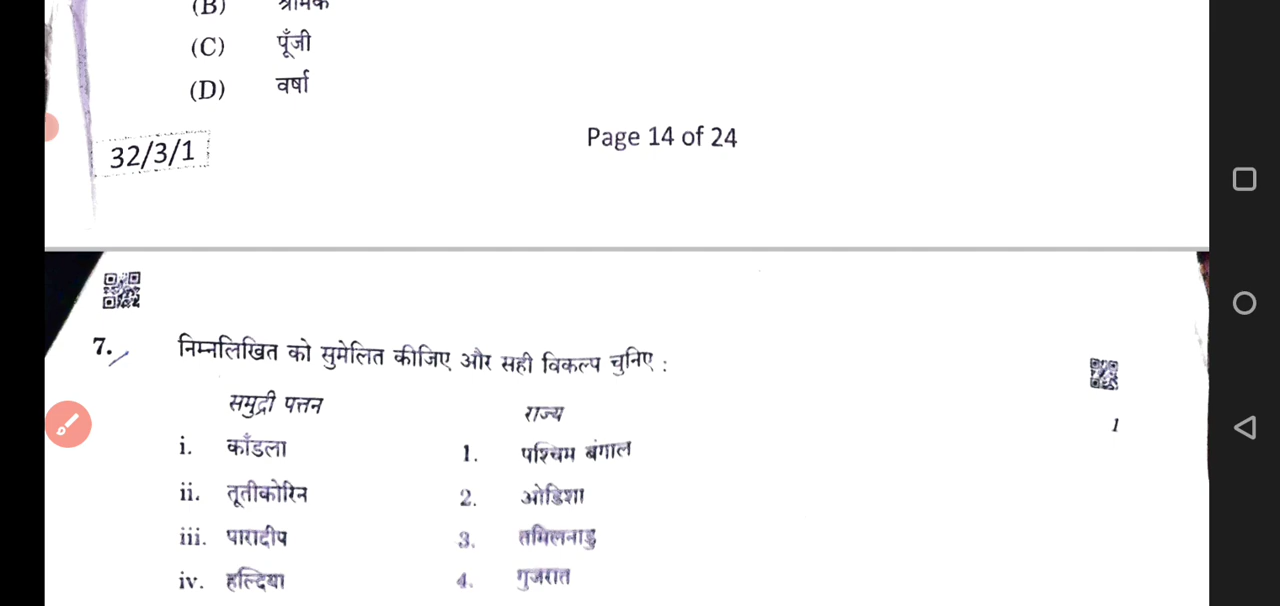 (B) श्रमिक
(C) पूँजी
(D) वर्षा
32/3/1
Page 14 of 24
7. निम्नलिखित को सुमेलित कीजिए और सही विकल्प चुनिए :
1
समुद्री पत्तन राज्य
i. काँडला 1. पश्चिम बंगाल
ii. तूतीकोरिन 2. ओडिशा
iii. पारादीप 3. तमिलनाडु
iv. हल्दिया 4. गुजरात